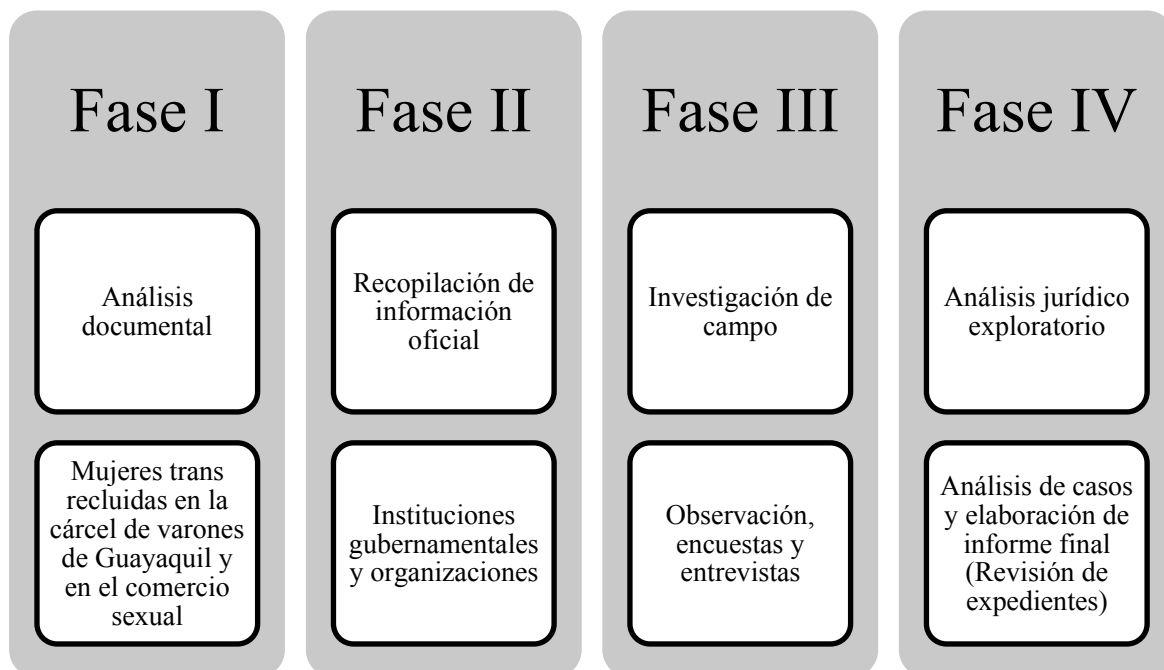 Fase I
Análisis
documental
Mujeres trans
recluidas en la
cárcel de varones
de Guayaquil y
en el comercio
sexual
Fase II
Recopilación de
información
oficial
Instituciones
gubernamentales
y organizaciones
Fase III
Investigación de
campo
Observación,
encuestas y
entrevistas
Fase IV
Análisis jurídico
exploratorio
Análisis de casos
y elaboración de
informe final
(Revisión de
expedientes)